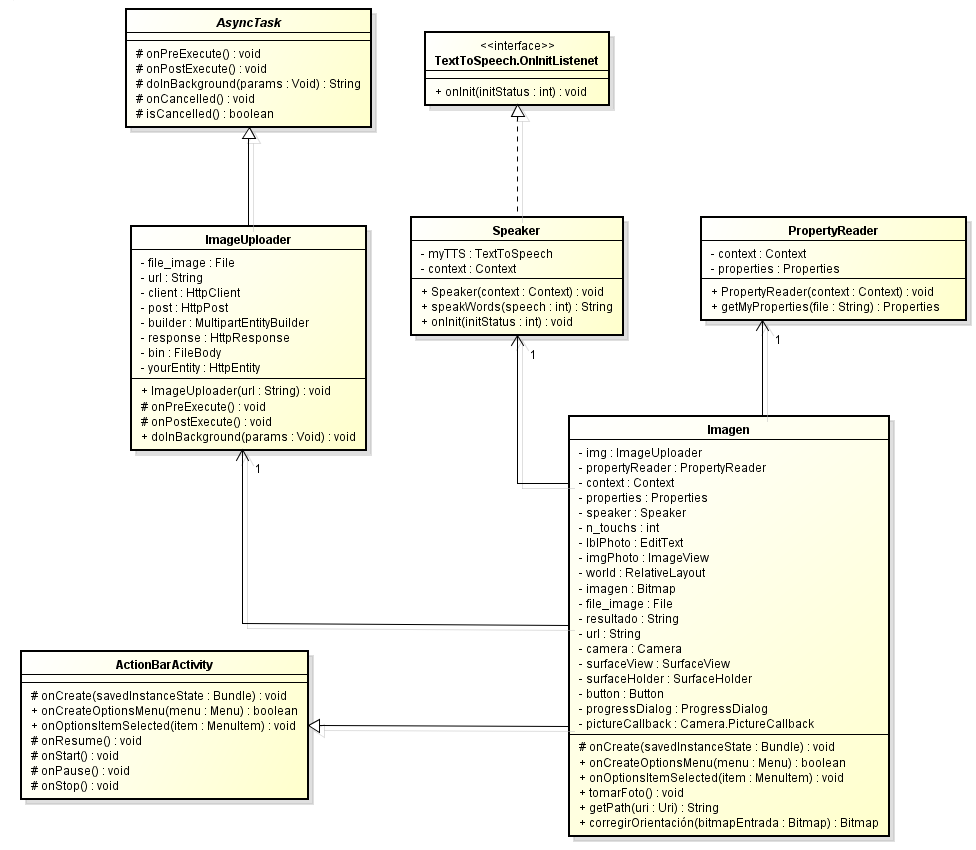 AsyncTask
# onPreExecute() : void
# onPostExecute() : void
# doInBackground(params : Void) : String
# onCancelled() : void
# isCancelled() : boolean
<<interface>>
TextToSpeech.OnInitListenet
+ onInit(initStatus : int) : void
ImageUploader
- file_image : File
- url : String
- client : HttpClient
- post : HttpPost
- builder : MultipartEntityBuilder
- response : HttpResponse
- bin : FileBody
- yourEntity : HttpEntity
+ ImageUploader(url : String) : void
# onPreExecute() : void
# onPostExecute() : void
+ doInBackground(params : Void) : void
1
Speaker
- myTTS : TextToSpeech
- context : Context
+ Speaker(context : Context) : void
+ speakWords(speech : int) : String
+ onInit(initStatus : int) : void
1
PropertyReader
- context : Context
- properties : Properties
+ PropertyReader(context : Context) : void
+ getMyProperties(file : String) : Properties
1
Imagen
- img : ImageUploader
- propertyReader : PropertyReader
- context : Context
- properties : Properties
- speaker : Speaker
- n_touchs : int
- lblPhoto : EditText
- imgPhoto : ImageView
- world : RelativeLayout
- imagen : Bitmap
- file_image : File
- resultado : String
- url : String
- camera : Camera
- surfaceView : SurfaceView
- surfaceHolder : SurfaceHolder
- button : Button
- progressDialog : ProgressDialog
- pictureCallback : Camera.PictureCallback
# onCreate(savedInstanceState : Bundle) : void
+ onCreateOptionsMenu(menu : Menu) : boolean
+ onOptionsItemSelected(item : MenuItem) : void
+ tomarFoto() : void
+ getPath(uri : Uri) : String
+ corregirOrientación(bitmapEntrada : Bitmap) : Bitmap
ActionBarActivity
# onCreate(savedInstanceState : Bundle) : void
+ onCreateOptionsMenu(menu : Menu) : boolean
+ onOptionsItemSelected(item : MenuItem) : void
# onResume() : void
# onStart() : void
# onPause() : void
# onStop() : void